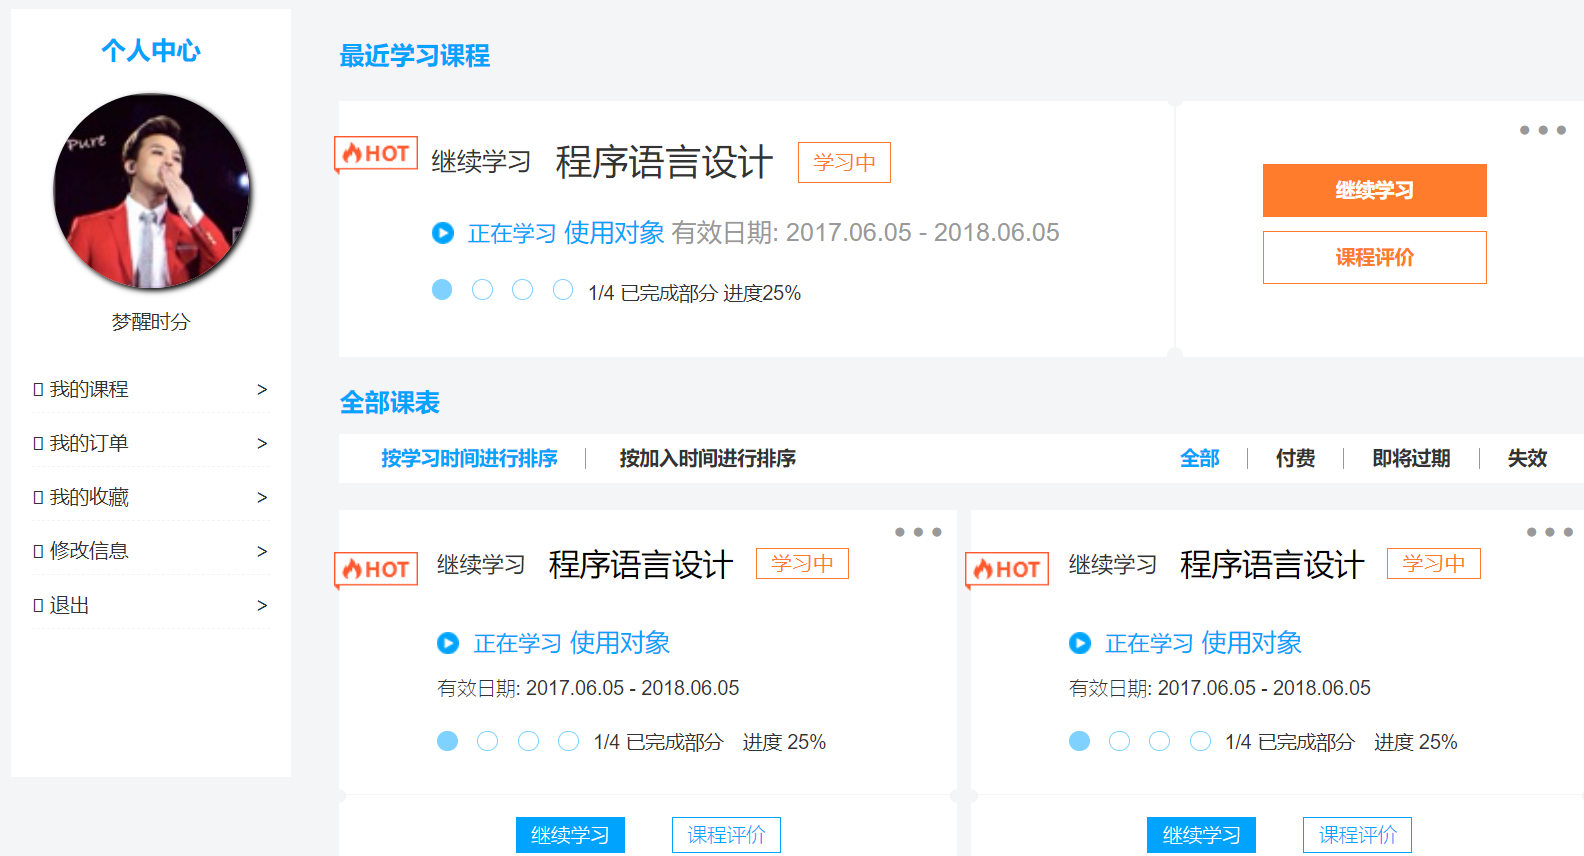 个人中心
Pure
梦醒时分
我的课程 >
我的订单 >
我的收藏 >
修改信息 >
退出 >
最近学习课程
HOT 继续学习 程序语言设计 学习中
正在学习 使用对象 有效日期: 2017.06.05 - 2018.06.05
1/4 已完成部分 进度25%
继续学习
课程评价
全部课表
按学习时间进行排序 按加入时间进行排序 全部 付费 即将过期 失效
HOT 继续学习 程序语言设计 学习中
正在学习 使用对象
有效日期: 2017.06.05 - 2018.06.05
1/4 已完成部分 进度 25%
继续学习 课程评价
HOT 继续学习 程序语言设计 学习中
正在学习 使用对象
有效日期: 2017.06.05 - 2018.06.05
1/4 已完成部分 进度 25%
继续学习 课程评价